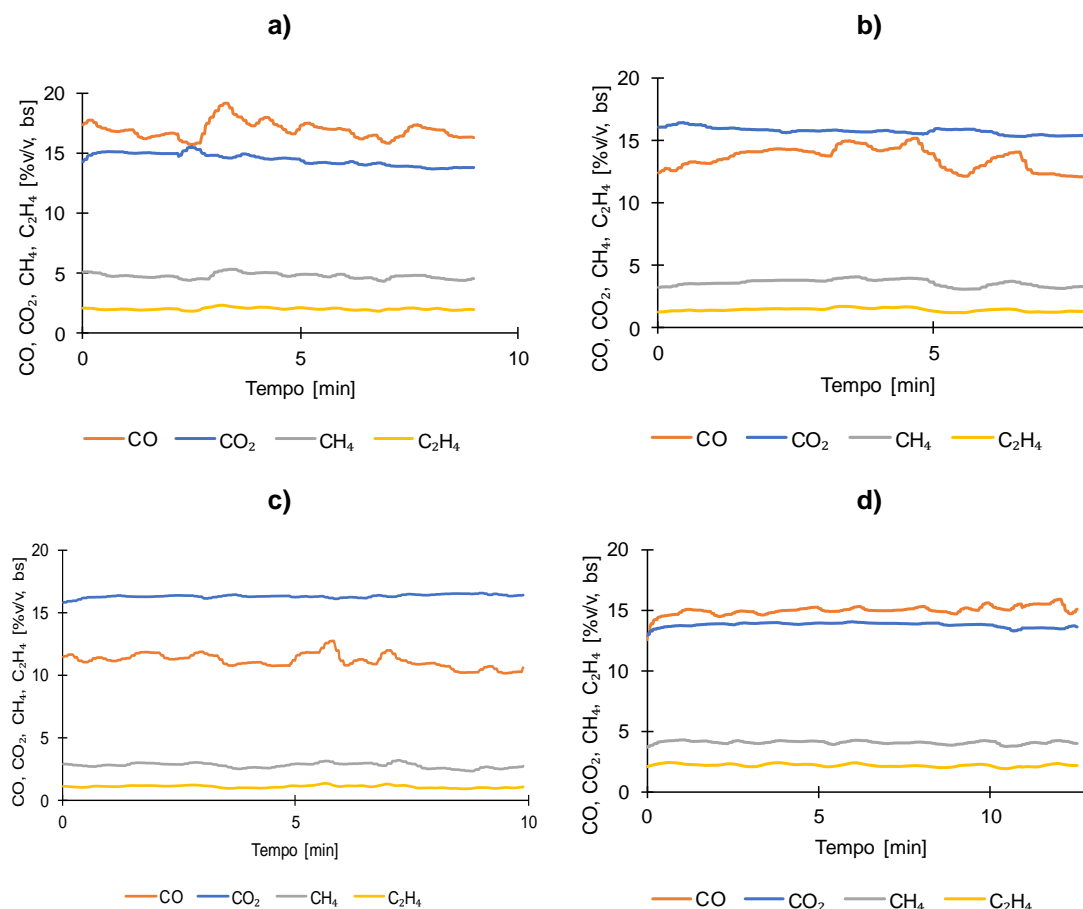 a)
CO, CO₂, CH₄, C₂H₄ [%v/v, bs]
20
15
10
5
0
0 5 10
Tempo [min]
CO CO₂ CH₄ C₂H₄
b)
CO, CO₂, CH₄, C₂H₄ [%v/v, bs]
20
15
10
5
0
0 5
Tempo [min]
CO CO₂ CH₄ C₂H₄
c)
CO, CO₂, CH₄, C₂H₄ [%v/v, bs]
20
15
10
5
0
0 5 10
Tempo [min]
CO CO₂ CH₄ C₂H₄
d)
CO, CO₂, CH₄, C₂H₄ [%v/v, bs]
20
15
10
5
0
0 5 10
Tempo [min]
CO CO₂ CH₄ C₂H₄